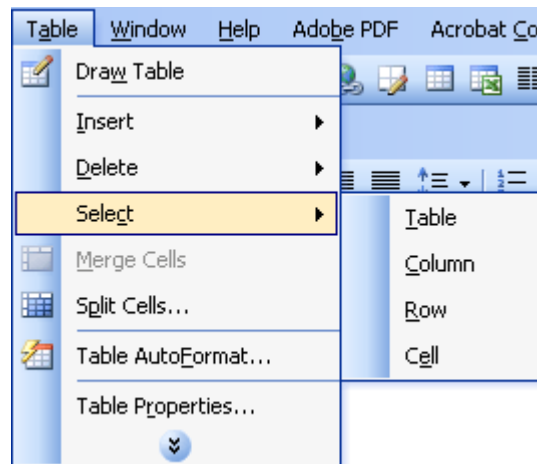 Table Window Help Adobe PDF Acrobat Co
Draw Table
Insert
Delete
Select
Table
Merge Cells
Column
Split Cells...
Row
Table AutoFormat...
Cell
Table Properties...